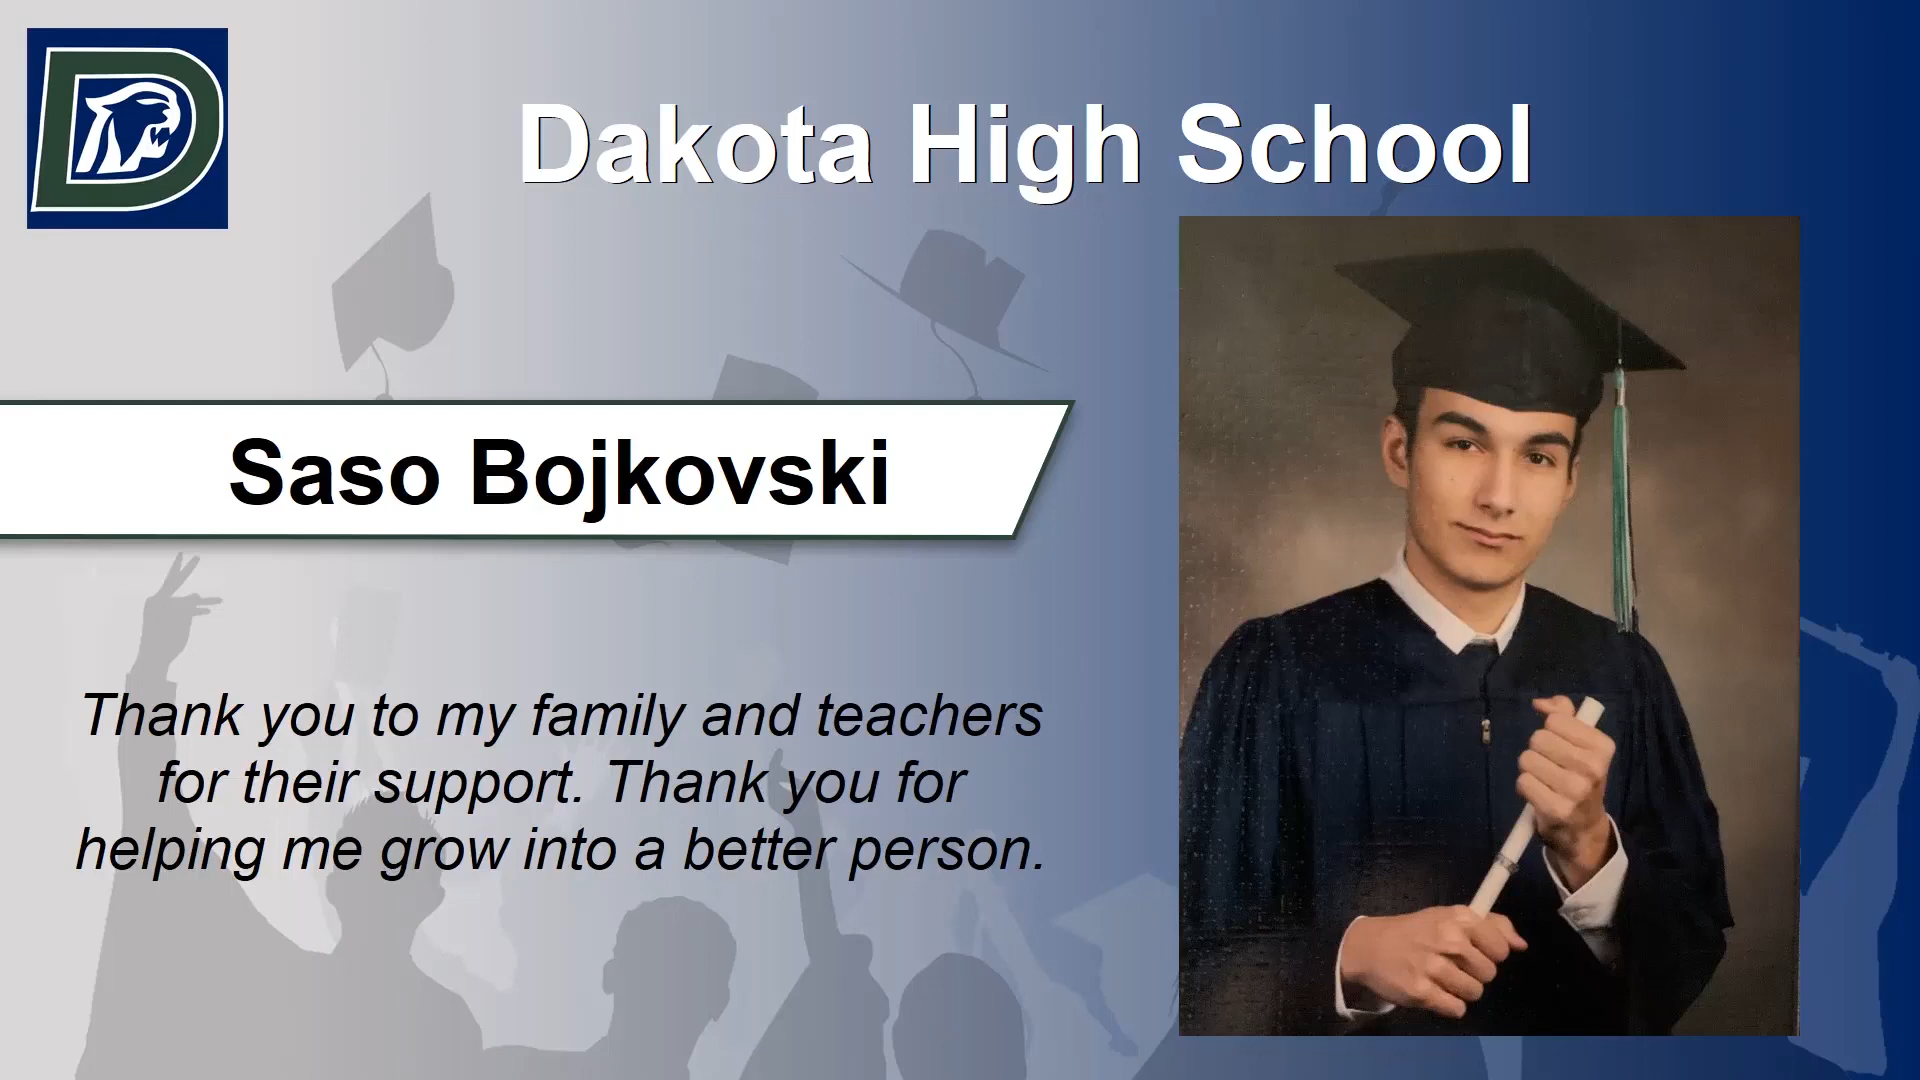 D
Dakota High School
Saso Bojkovski
Thank you to my family and teachers
for their support. Thank you for
helping me grow into a better person.